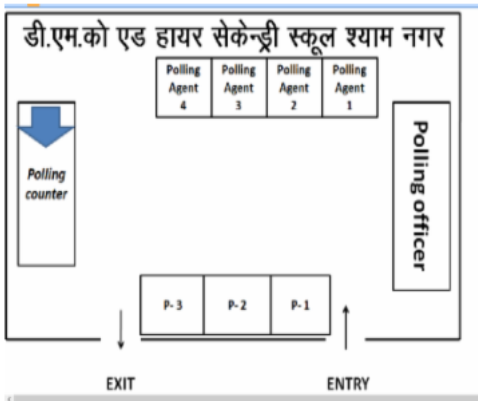 डी.एम.को एड हायर सेकेन्ड्री स्कूल श्याम नगर
Polling Agent 4
Polling Agent 3
Polling Agent 2
Polling Agent 1
Polling counter
Polling officer
P- 3
P- 2
P- 1
EXIT
ENTRY